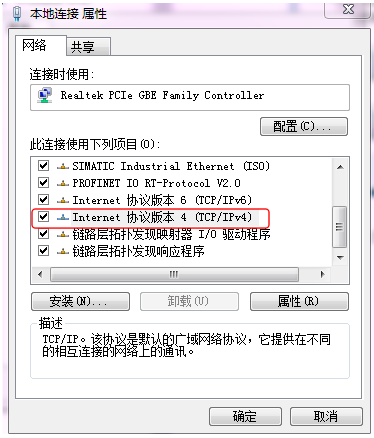 本地连接 属性
网络
共享
连接时使用:
Realtek PCIe GBE Family Controller
配置(C)...
此连接使用下列项目(O):
SIMATIC Industrial Ethernet (ISO)
PROFINET IO RT-Protocol V2.0
Internet 协议版本 6 (TCP/IPv6)
Internet 协议版本 4 (TCP/IPv4)
链路层拓扑发现映射器 I/O 驱动程序
链路层拓扑发现响应程序
安装(N)...
卸载(U)
属性(R)
描述
TCP/IP。该协议是默认的广域网络协议，它提供在不同
的相互连接的网络上的通讯。
确定
取消